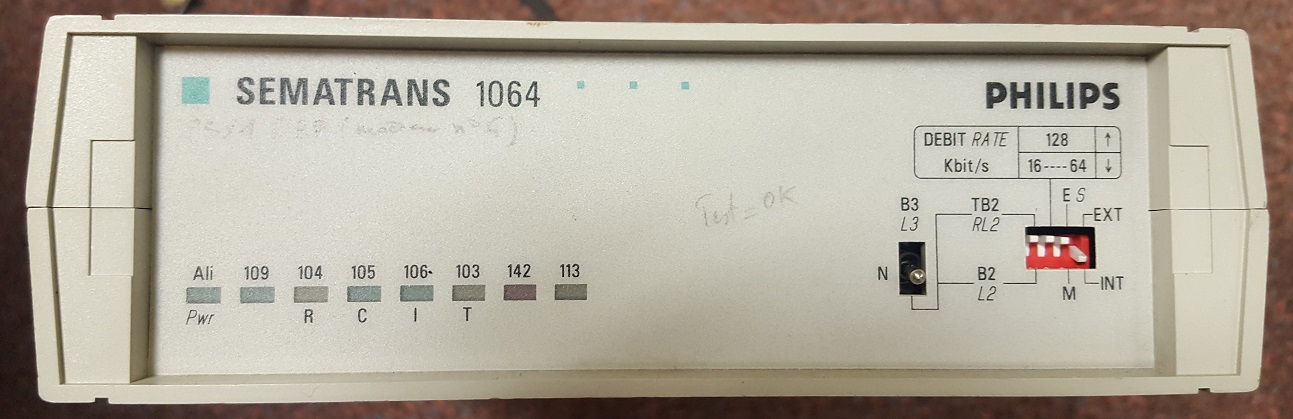 SEMATRANS 1064
PHILIPS
DEBIT RATE 128 ↑
Kbit/s 16----64 ↓
Test = OK
E S
B3 TB2 EXT
L3 RL2
N B2 INT
L2 M
Ali 109 104 105 106 103 142 113
Pwr R C I T